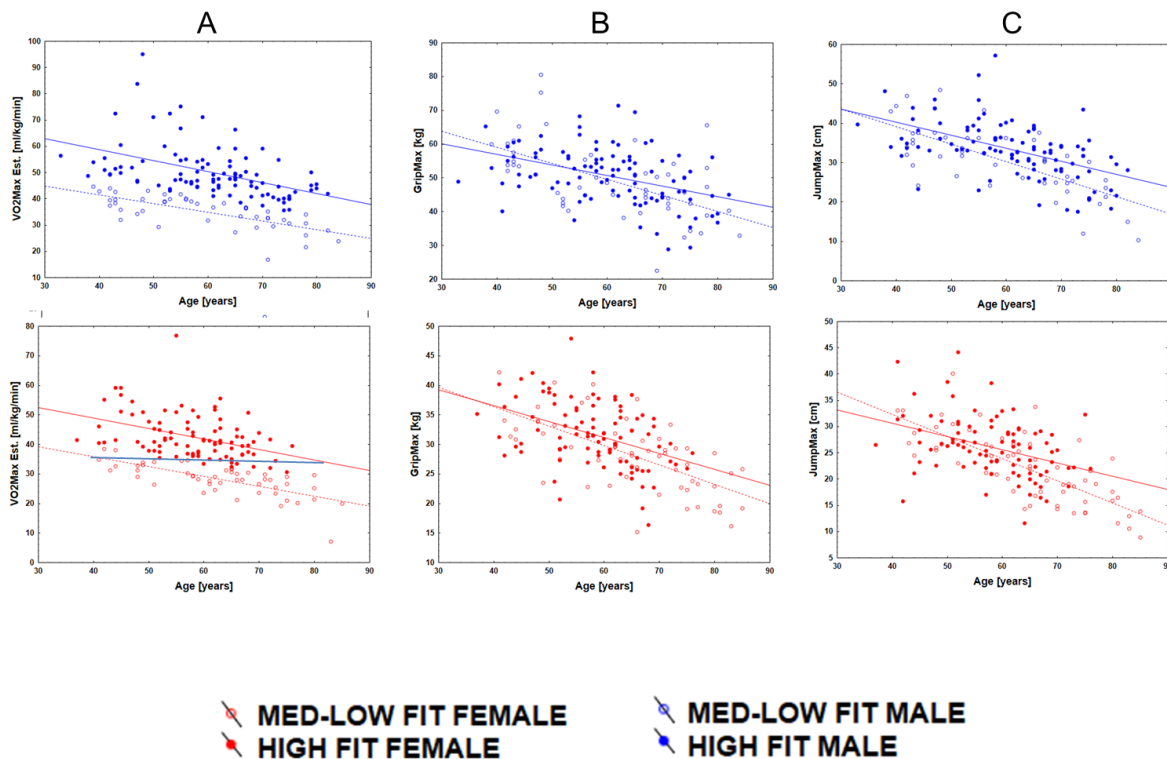 A
B
C
VO2Max Est. [ml/kg/min]
100
90
80
70
60
50
40
30
20
10
30 40 50 60 70 80 90
Age [years]
GripMax [kg]
90
80
70
60
50
40
30
20
30 40 50 60 70 80 90
Age [years]
JumpMax [cm]
60
50
40
30
20
10
0
30 40 50 60 70 80
Age [years]
VO2Max Est. [ml/kg/min]
80
70
60
50
40
30
20
10
0
30 40 50 60 70 80 90
Age [years]
GripMax [kg]
50
45
40
35
30
25
20
15
10
30 40 50 60 70 80 90
Age [years]
JumpMax [cm]
50
45
40
35
30
25
20
15
10
5
30 40 50 60 70 80 90
Age [years]
MED-LOW FIT FEMALE
HIGH FIT FEMALE
MED-LOW FIT MALE
HIGH FIT MALE